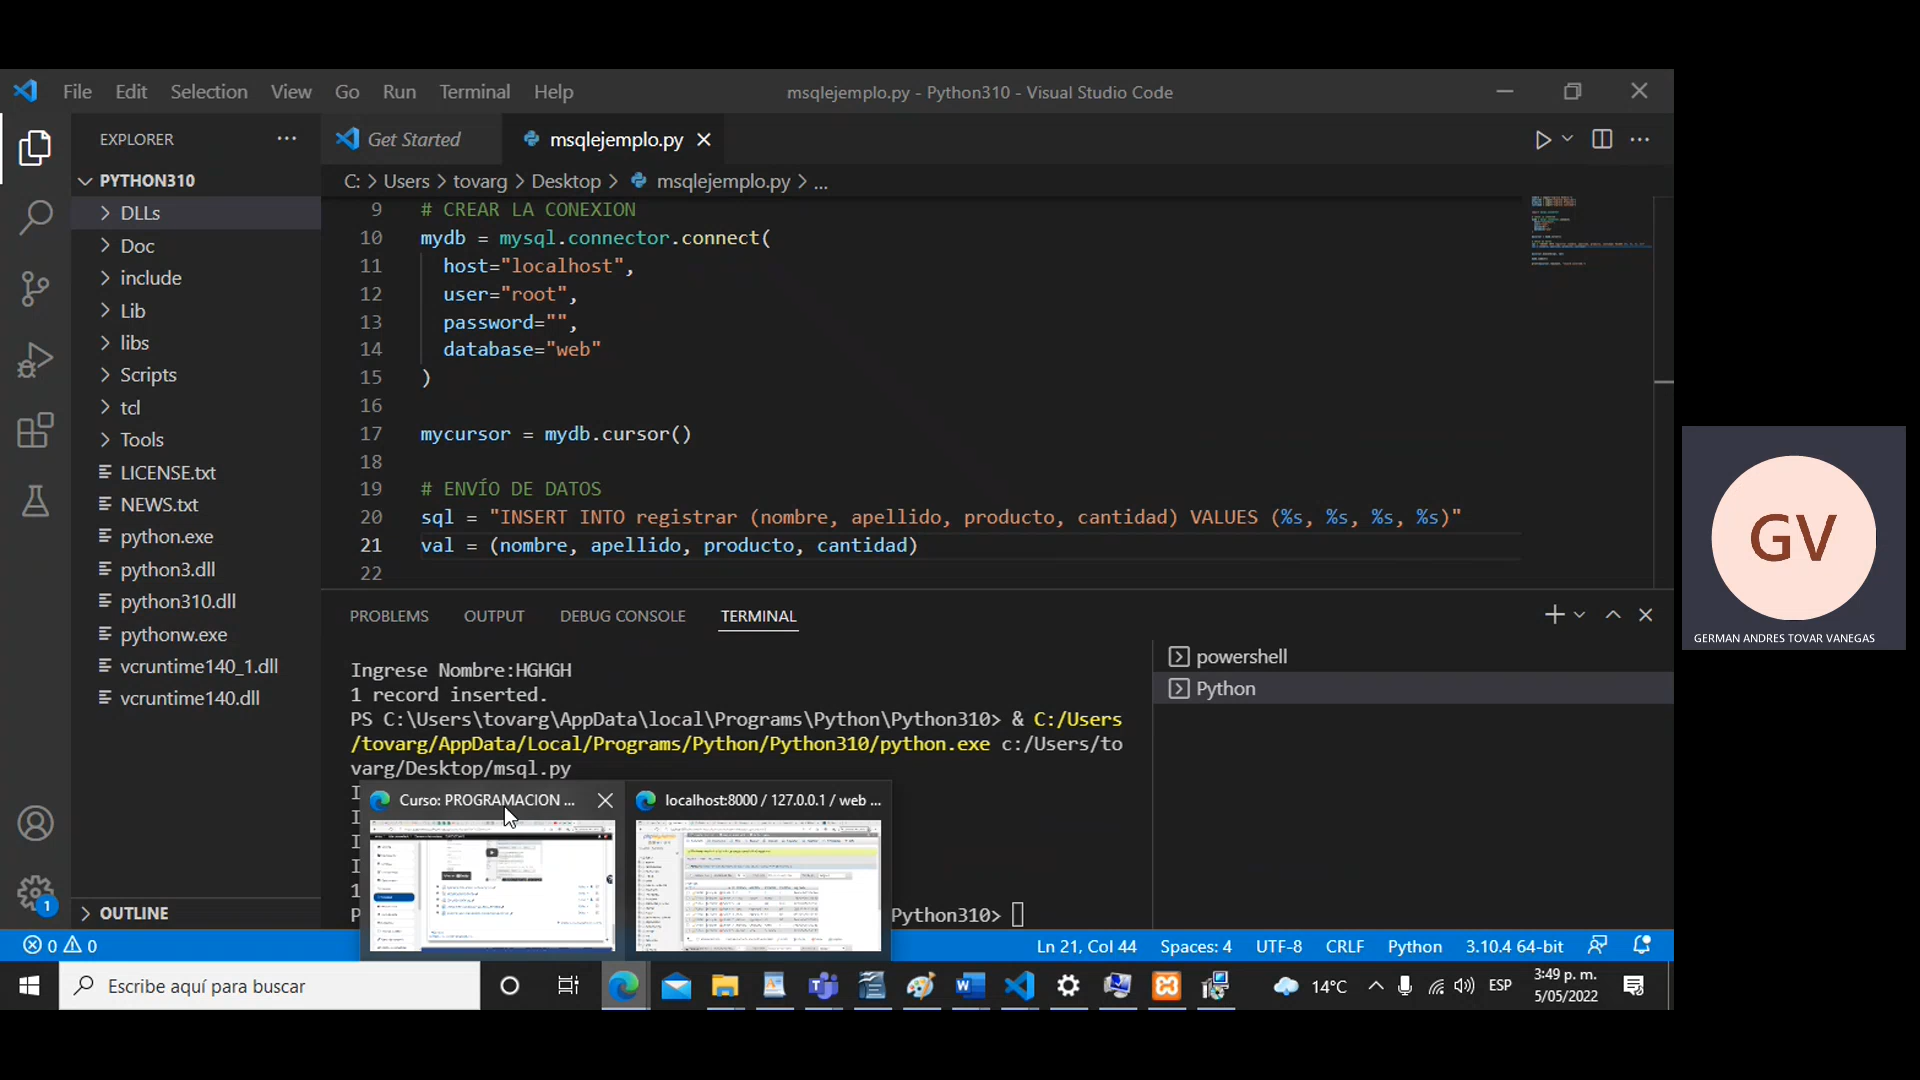 File Edit Selection View Go Run Terminal Help
msqlejemplo.py - Python310 - Visual Studio Code
EXPLORER
Get Started
msqlejemplo.py
PYTHON310
C: > Users > tovarg > Desktop > msqlejemplo.py > ...
DLLs
Doc
include
Lib
libs
Scripts
tcl
Tools
LICENSE.txt
NEWS.txt
python.exe
python3.dll
python310.dll
pythonw.exe
vcruntime140_1.dll
vcruntime140.dll
OUTLINE
9 # CREAR LA CONEXION
10 mydb = mysql.connector.connect(
11 host="localhost",
12 user="root",
13 password="",
14 database="web"
15 )
16
17 mycursor = mydb.cursor()
18
19 # ENVÍO DE DATOS
20 sql = "INSERT INTO registrar (nombre, apellido, producto, cantidad) VALUES (%s, %s, %s, %s)"
21 val = (nombre, apellido, producto, cantidad)
22
PROBLEMS OUTPUT DEBUG CONSOLE TERMINAL
Ingrese Nombre:HGHGH
1 record inserted.
PS C:\Users\tovarg\AppData\local\Programs\Python\Python310> & C:/Users
/tovarg/AppData/Local/Programs/Python/Python310/python.exe c:/Users/to
varg/Desktop/msql.py
I
I
I
I
1
P
Python310>
powershell
Python
Curso: PROGRAMACION ...
localhost:8000 / 127.0.0.1 / web ...
GV
GERMAN ANDRES TOVAR VANEGAS
1
0 0
Ln 21, Col 44 Spaces: 4 UTF-8 CRLF Python 3.10.4 64-bit
Escribe aquí para buscar
14°C
ESP
3:49 p. m.
5/05/2022